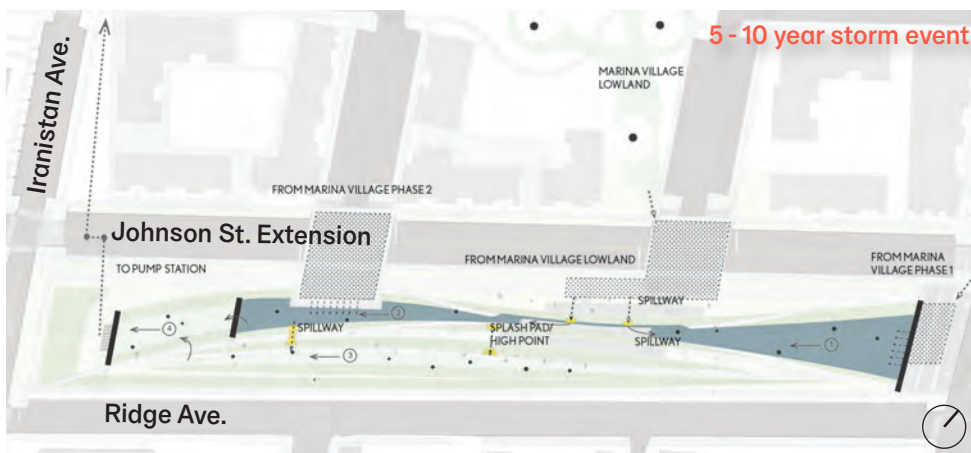 5 - 10 year storm event
MARINA VILLAGE
LOWLAND
Iranistan Ave.
FROM MARINA VILLAGE PHASE 2
Johnson St. Extension
FROM MARINA VILLAGE LOWLAND
FROM MARINA
VILLAGE PHASE 1
TO PUMP STATION
SPILLWAY
4
2
SPILLWAY
SPLASH PAD/
HIGH POINT
SPILLWAY
1
3
Ridge Ave.